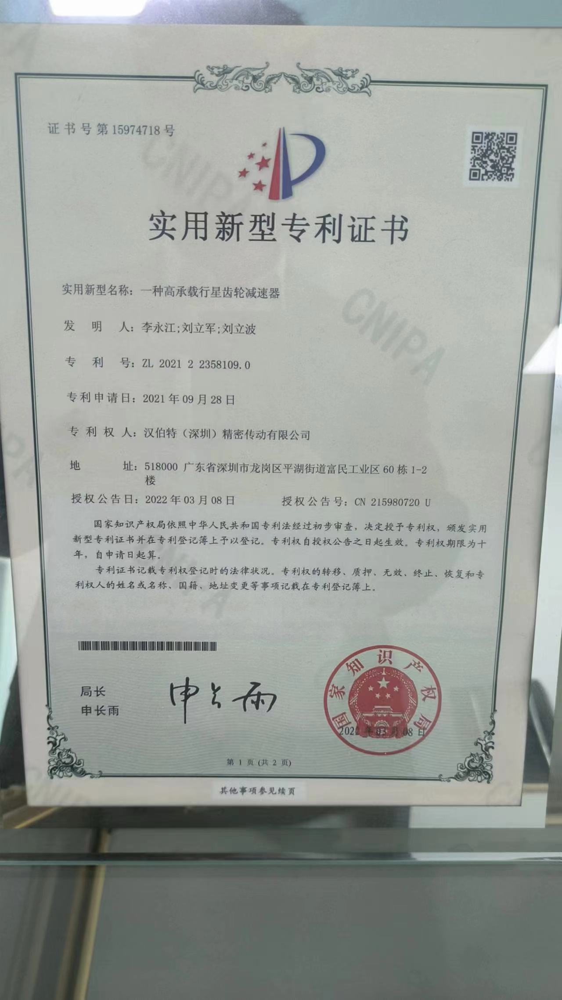 证书号第15974718号
实用新型专利证书
CNIPA
实用新型名称：一种高承载行星齿轮减速器
发明人：李永江;刘立军;刘立波
CNIPA
专利号：ZL 2021 2 2358109.0
专利申请日：2021年09月28日
专利权人：汉伯特（深圳）精密传动有限公司
地址：518000 广东省深圳市龙岗区平湖街道富民工业区60栋1-2
楼
授权公告日：2022年03月08日 授权公告号：CN 215980720 U
国家知识产权局依照中华人民共和国专利法经过初步审查，决定授予专利权，颁发实用
新型专利证书并在专利登记簿上予以登记。专利权自授权公告之日起生效。专利权期限为十
年，自申请日起算。
专利证书记载专利权登记时的法律状况。专利权的转移、质押、无效、终止、恢复和专
利权人的姓名或名称、国籍、地址变更等事项记载在专利登记簿上。
局长
申长雨
申长雨
国家知识产权局
2022年03月08日
第 1 页 (共 2 页)
其他事项参见续页